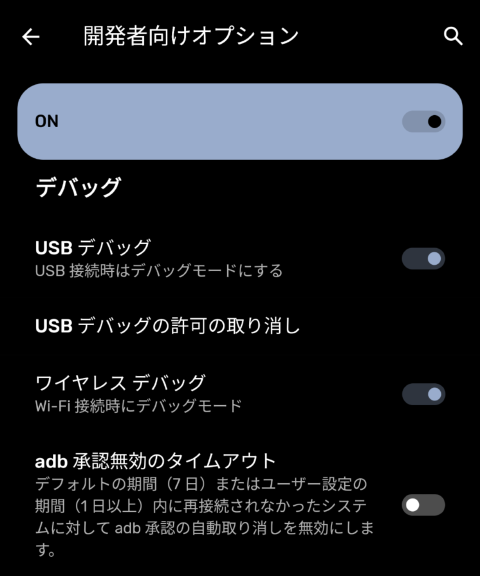 開発者向けオプション
ON
デバッグ
USB デバッグ
USB 接続時はデバッグモードにする
USB デバッグの許可の取り消し
ワイヤレス デバッグ
Wi-Fi 接続時にデバッグモード
adb 承認無効のタイムアウト
デフォルトの期間（7 日）またはユーザー設定の
期間（1 日以上）内に再接続されなかったシステ
ムに対して adb 承認の自動取り消しを無効にしま
す。